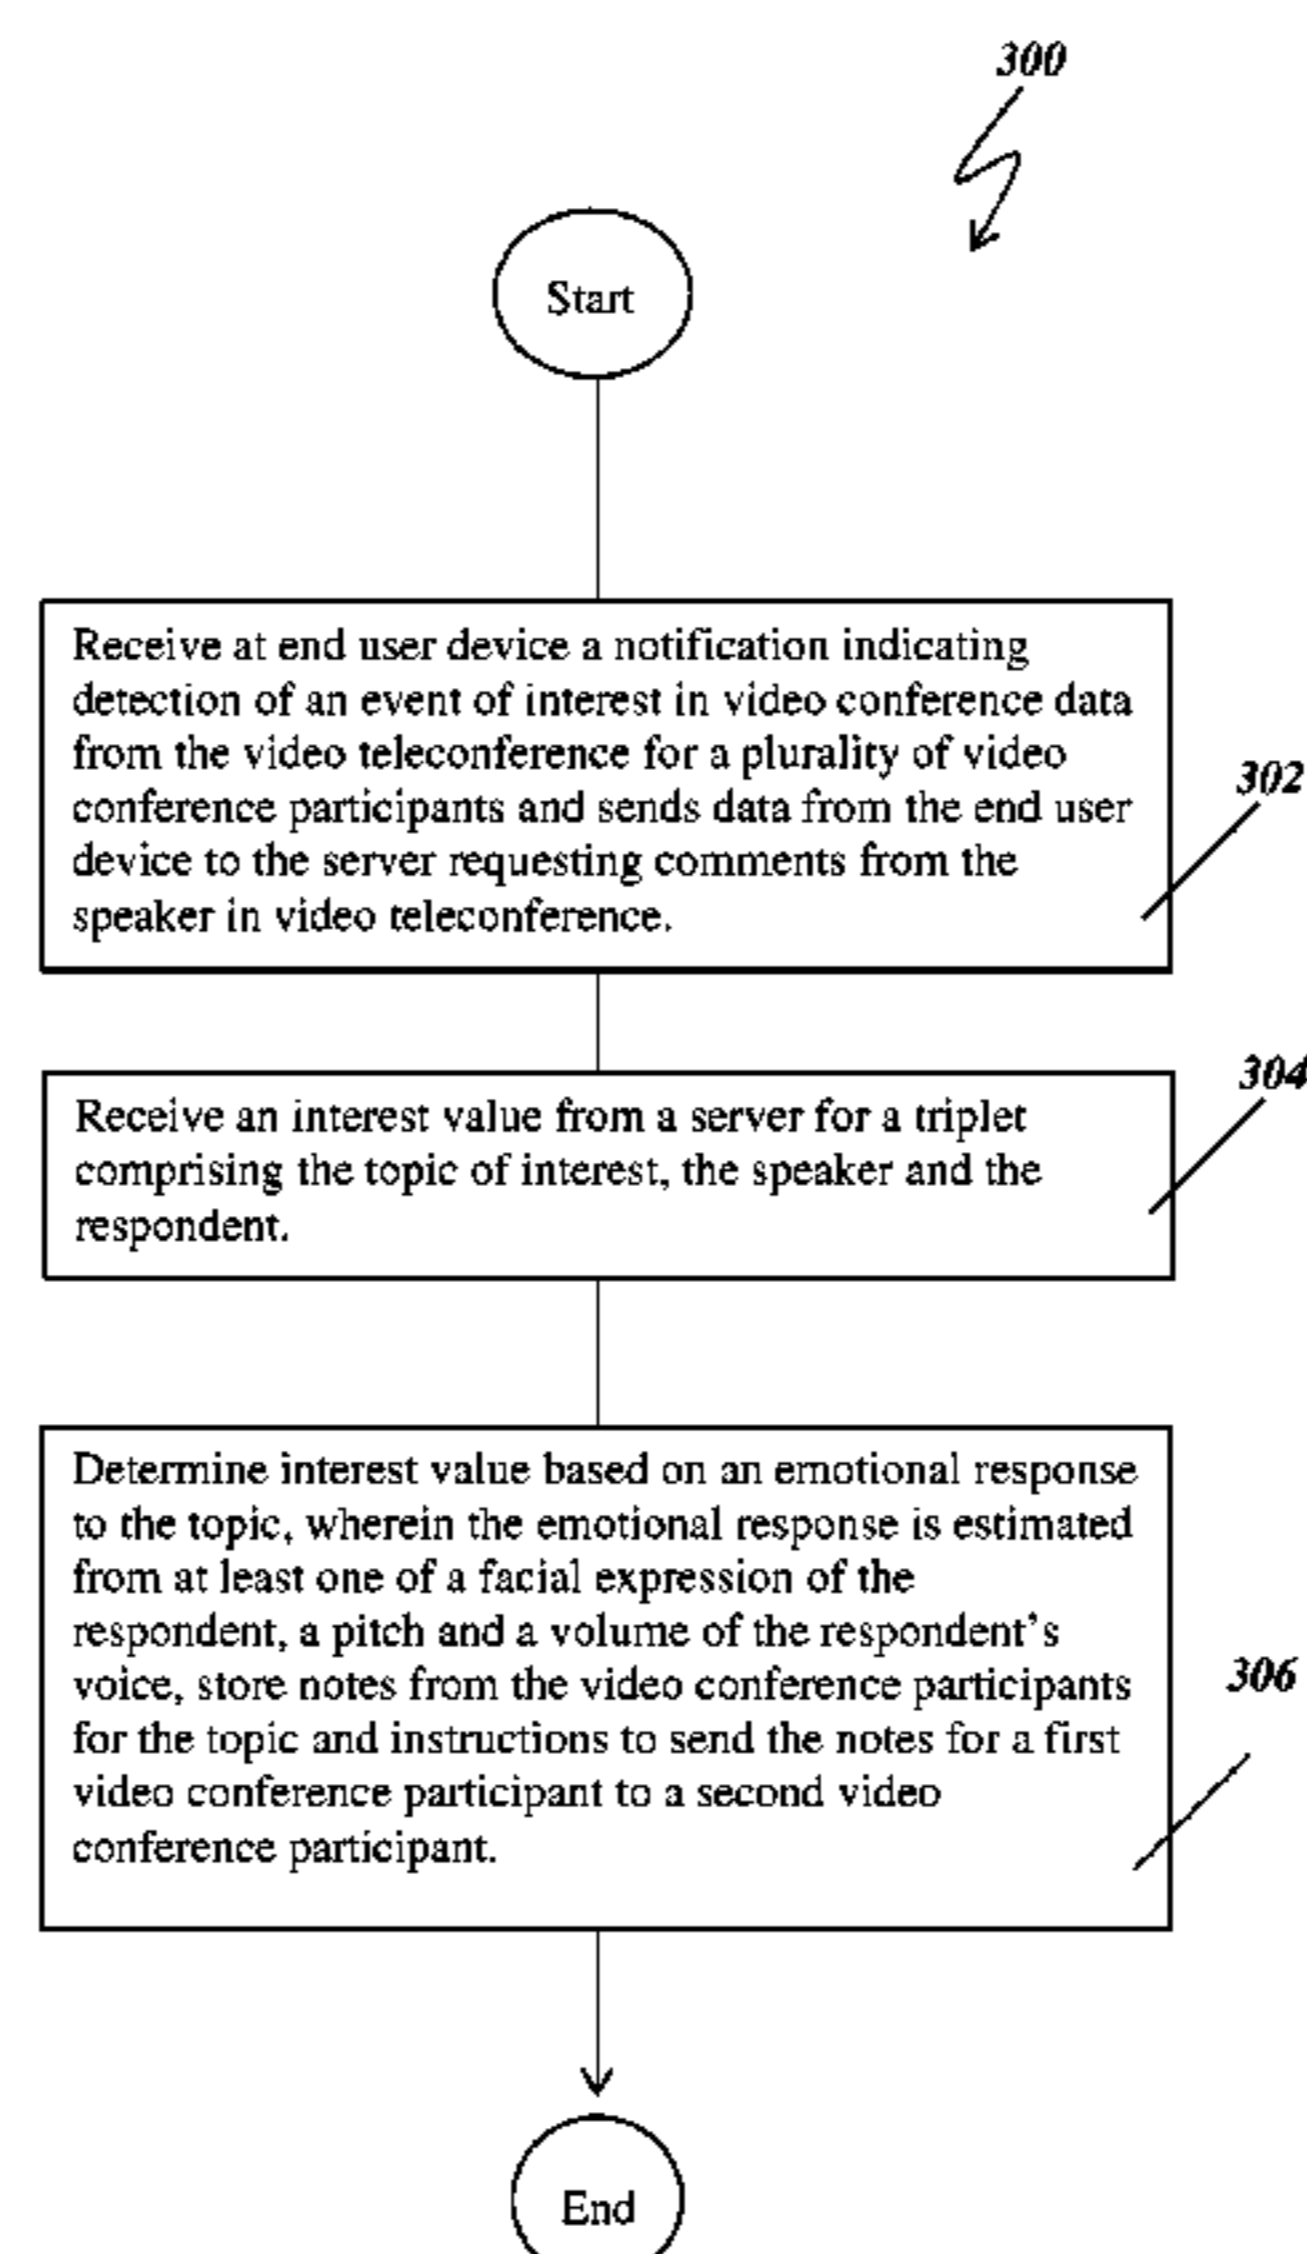 300
Start
Receive at end user device a notification indicating
detection of an event of interest in video conference data
from the video teleconference for a plurality of video
conference participants and sends data from the end user
device to the server requesting comments from the
speaker in video teleconference.
302
Receive an interest value from a server for a triplet
comprising the topic of interest, the speaker and the
respondent.
304
Determine interest value based on an emotional response
to the topic, wherein the emotional response is estimated
from at least one of a facial expression of the
respondent, a pitch and a volume of the respondent's
voice, store notes from the video conference participants
for the topic and instructions to send the notes for a first
video conference participant to a second video
conference participant.
306
End